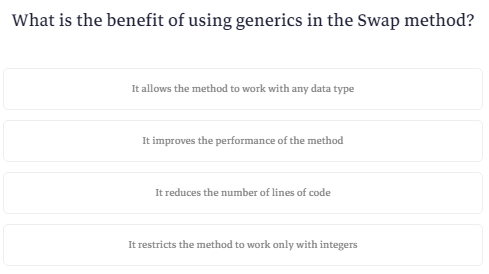 What is the benefit of using generics in the Swap method?
It allows the method to work with any data type
It improves the performance of the method
It reduces the number of lines of code
It restricts the method to work only with integers